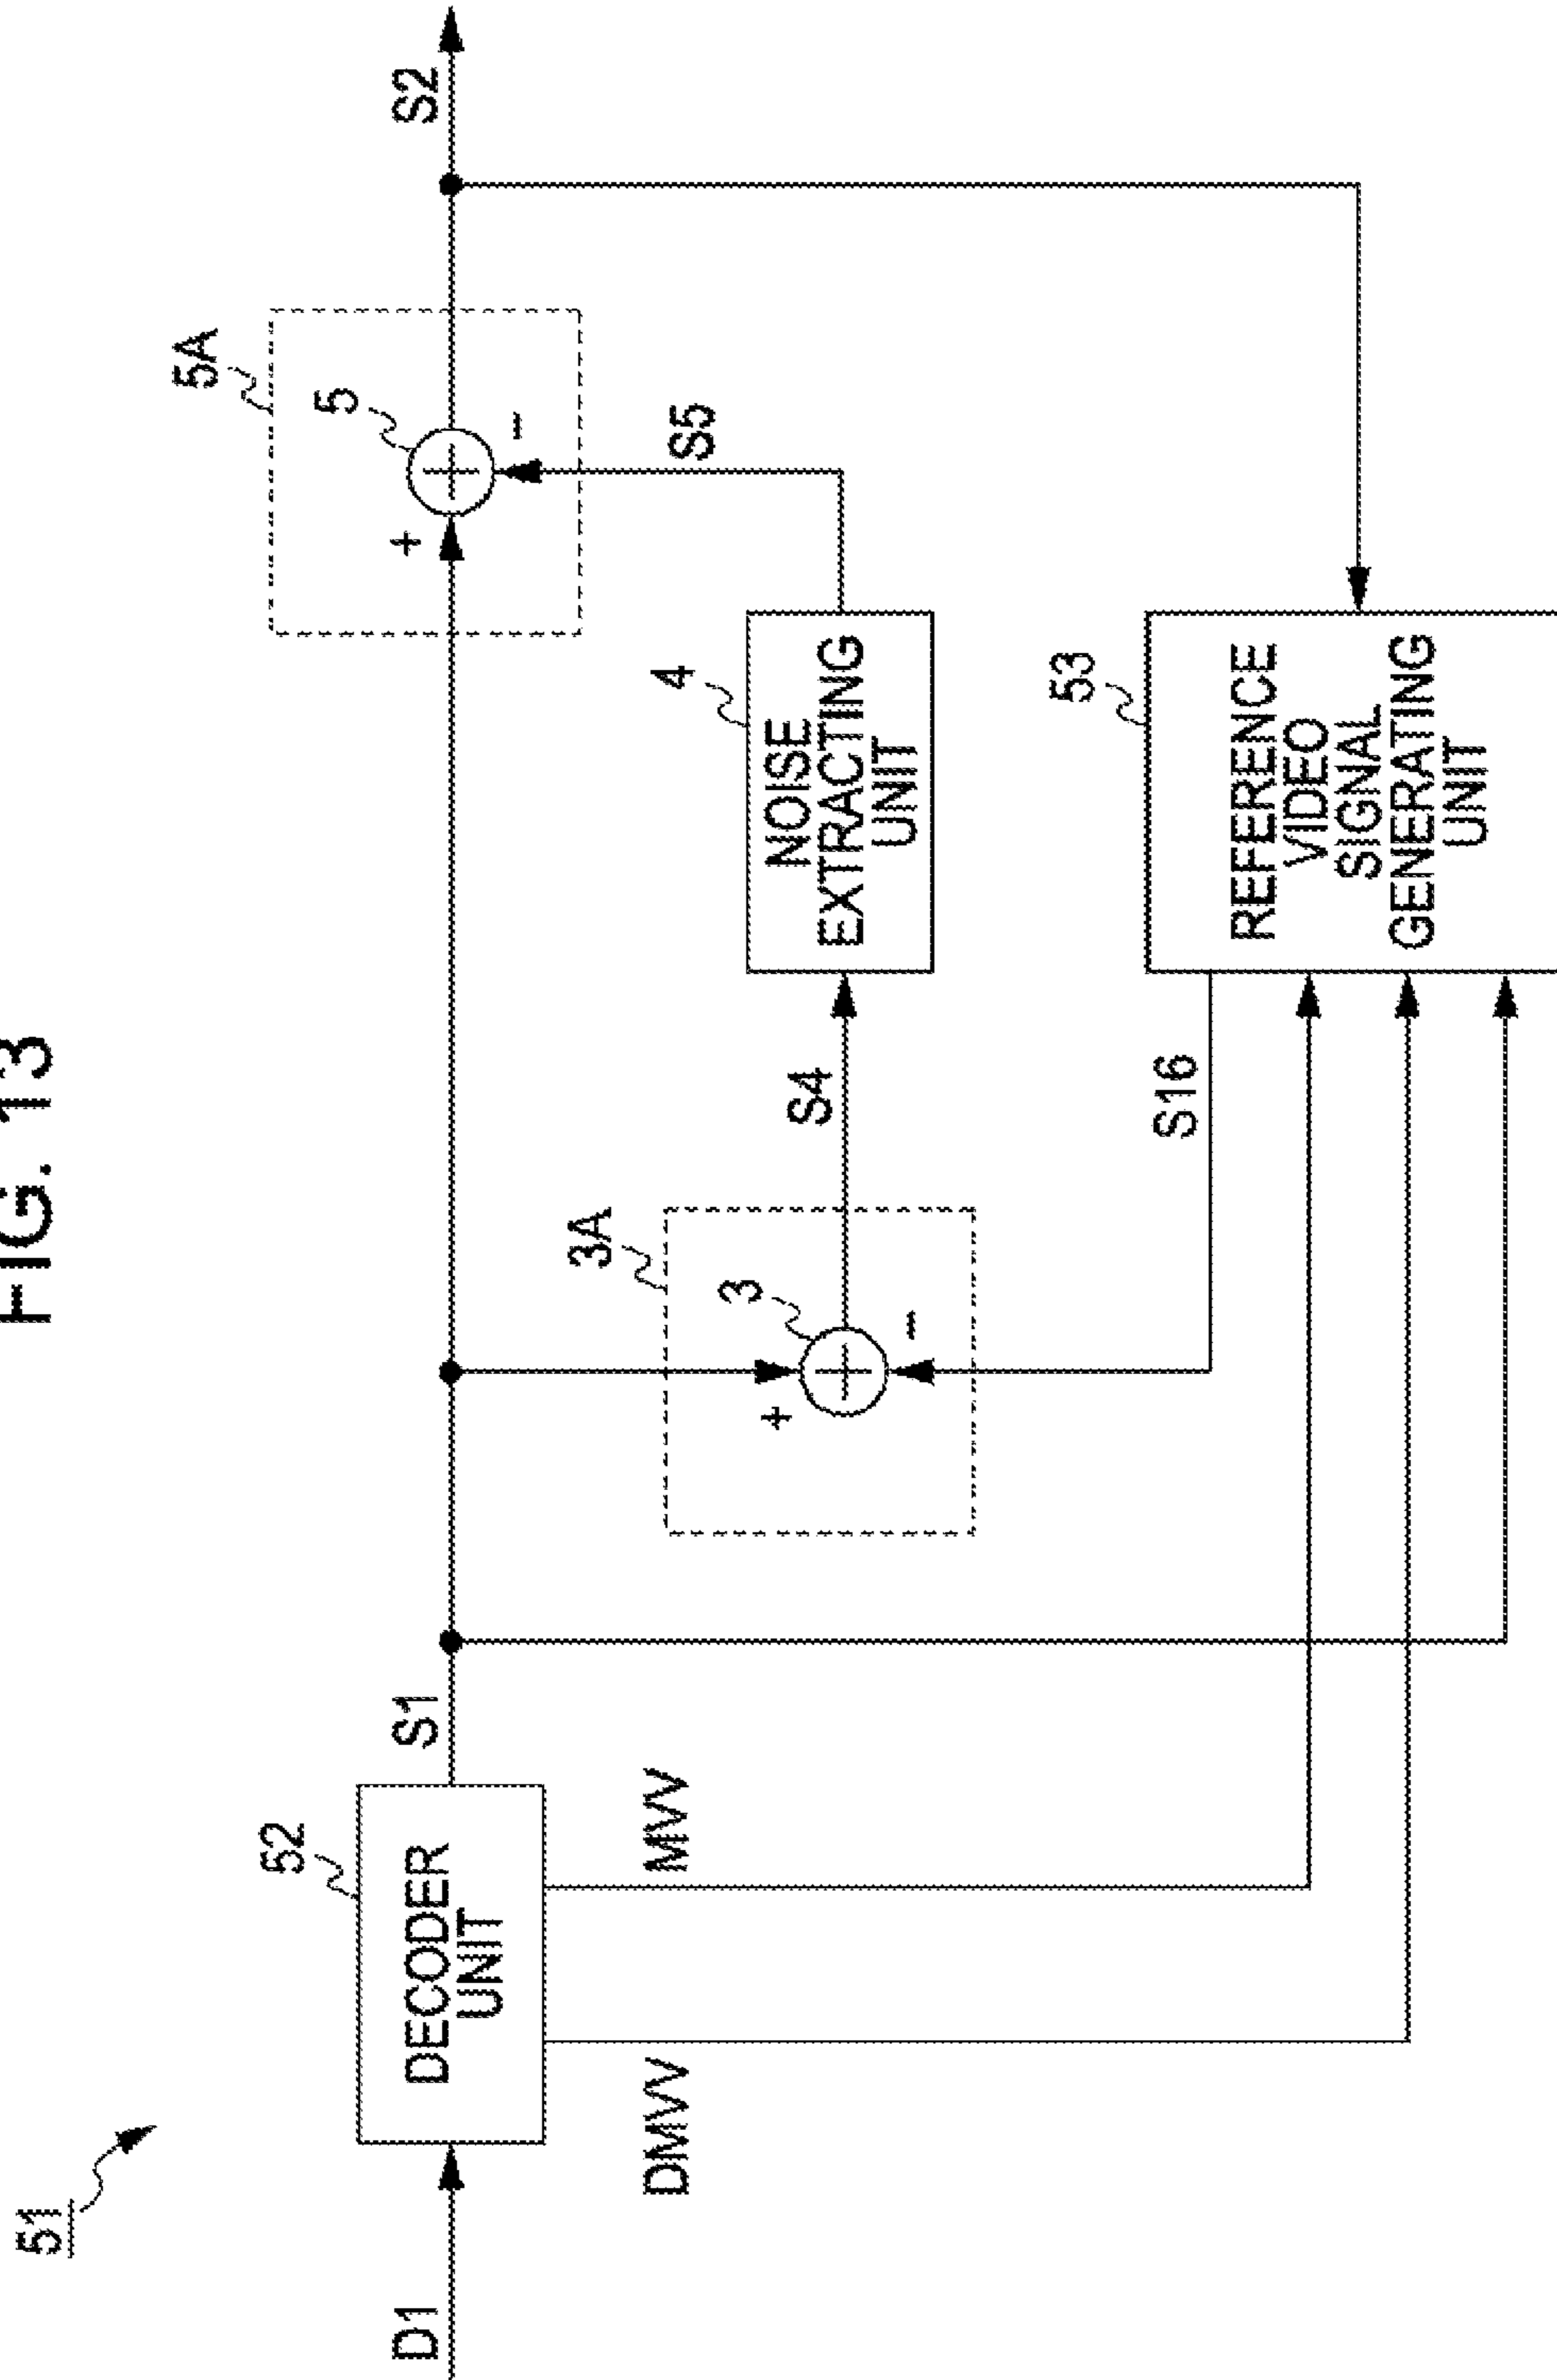 FIG. 13
51
D1
52
DECODER
UNIT
S1
MVV
DMVV
3A
3
+
−
S4
S16
4
NOISE
EXTRACTING
UNIT
5A
5
+
−
S5
S2
53
REFERENCE
VIDEO
SIGNAL
GENERATING
UNIT